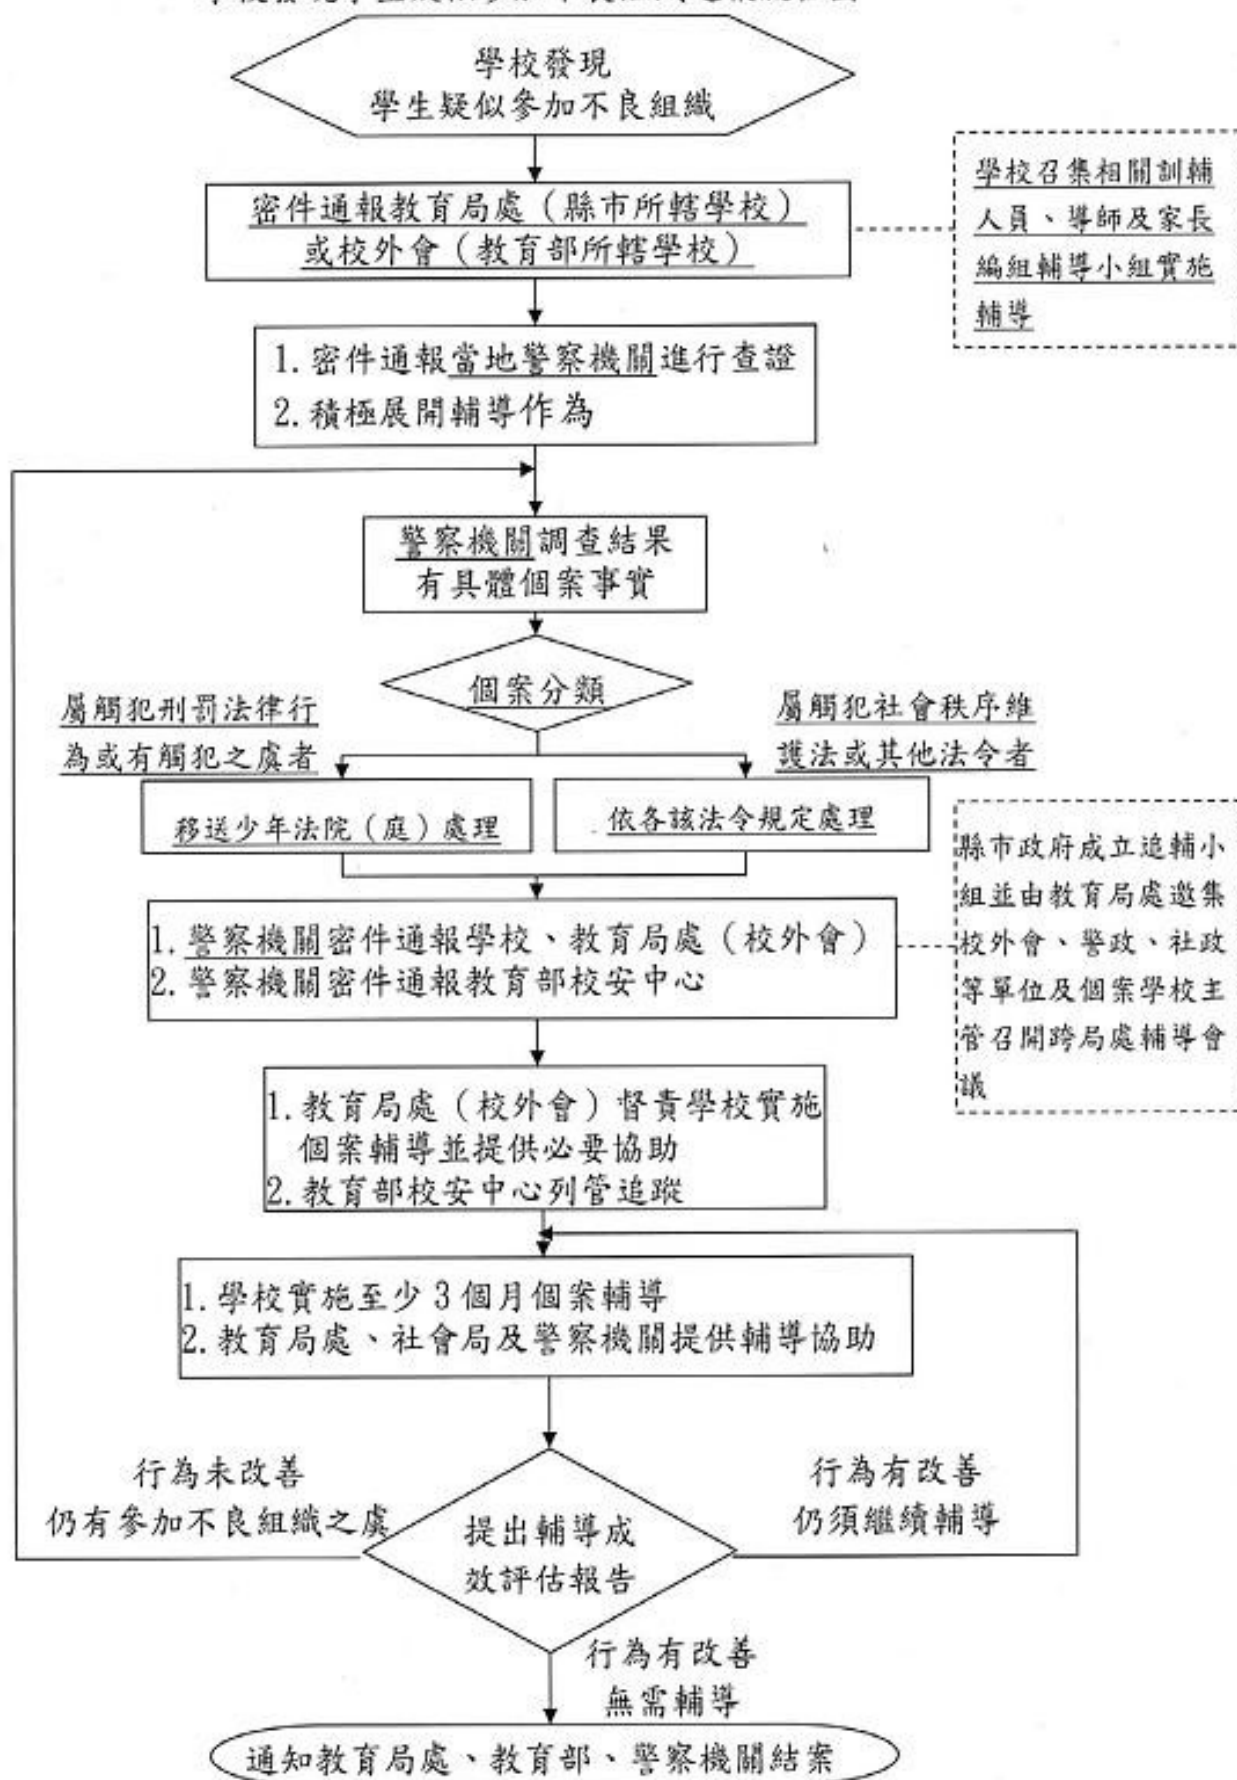 學校發現
學生疑似參加不良組織
密件通報教育局處（縣市所轄學校）
或校外會（教育部所轄學校）
學校召集相關訓輔
人員、導師及家長
編組輔導小組實施
輔導
1.密件通報當地警察機關進行查證
2.積極展開輔導作為
警察機關調查結果
有具體個案事實
個案分類
屬觸犯刑罰法律行
為或有觸犯之虞者
屬觸犯社會秩序維
護法或其他法令者
移送少年法院（庭）處理
依各該法令規定處理
縣市政府成立追輔小
組並由教育局處邀集
校外會、警政、社政
等單位及個案學校主
管召開跨局處輔導會
議
1.警察機關密件通報學校、教育局處（校外會）
2.警察機關密件通報教育部校安中心
1.教育局處（校外會）督責學校實施
個案輔導並提供必要協助
2.教育部校安中心列管追蹤
1.學校實施至少3個月個案輔導
2.教育局處、社會局及警察機關提供輔導協助
行為未改善
仍有參加不良組織之虞
行為有改善
仍須繼續輔導
提出輔導成
效評估報告
行為有改善
無需輔導
通知教育局處、教育部、警察機關結案